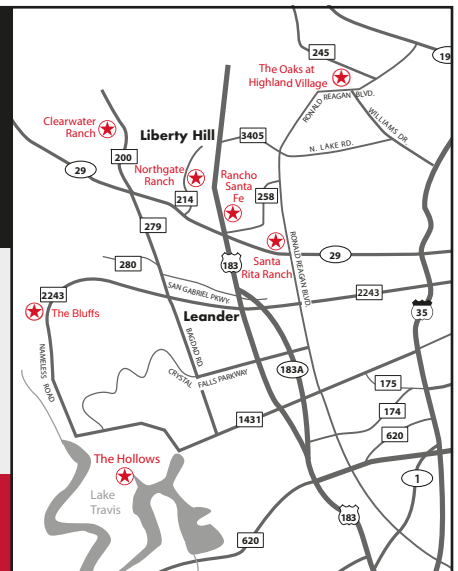 245
19
The Oaks at
Highland Village
RONALD REAGAN BLVD.
WILLIAMS DR.
Clearwater
Ranch
Liberty Hill
3405
N. LAKE RD.
200
29
Northgate
Ranch
Rancho
Santa
Fe
214
258
279
Santa
Rita Ranch
RONALD REAGAN BLVD.
29
280
183
SAN GABRIEL PKWY.
2243
2243
The Bluffs
Leander
35
NAMELESS ROAD
BAGDAD RD.
CRYSTAL FALLS PARKWAY
183A
175
174
1431
620
The Hollows
1
Lake
Travis
183
620